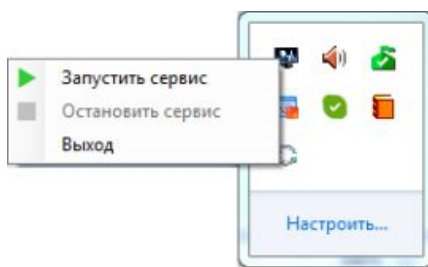 Запустить сервис
Остановить сервис
Выход
Настроить...